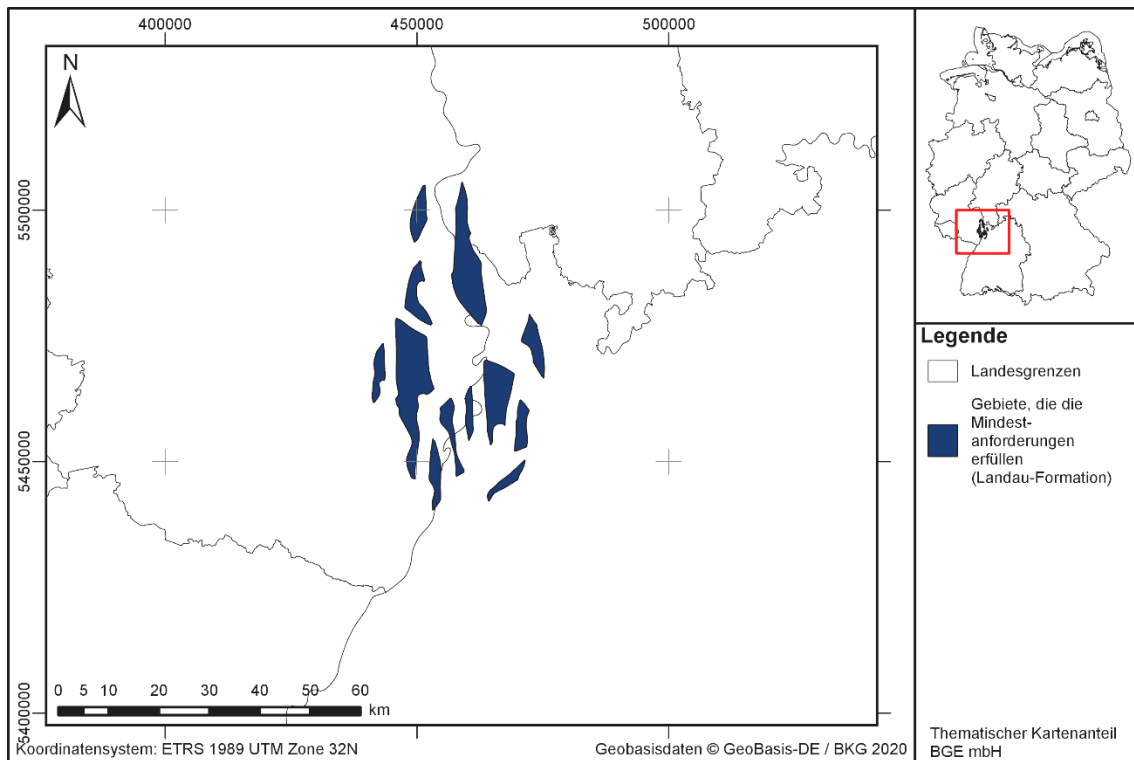 400000 450000 500000
N
5500000
5450000
5400000
0 5 10 20 30 40 50 60
km
Koordinatensystem: ETRS 1989 UTM Zone 32N
Geobasisdaten © GeoBasis-DE / BKG 2020
Legende
Landesgrenzen
Gebiete, die die
Mindest-
anforderungen
erfüllen
(Landau-Formation)
Thematischer Kartenanteil
BGE mbH